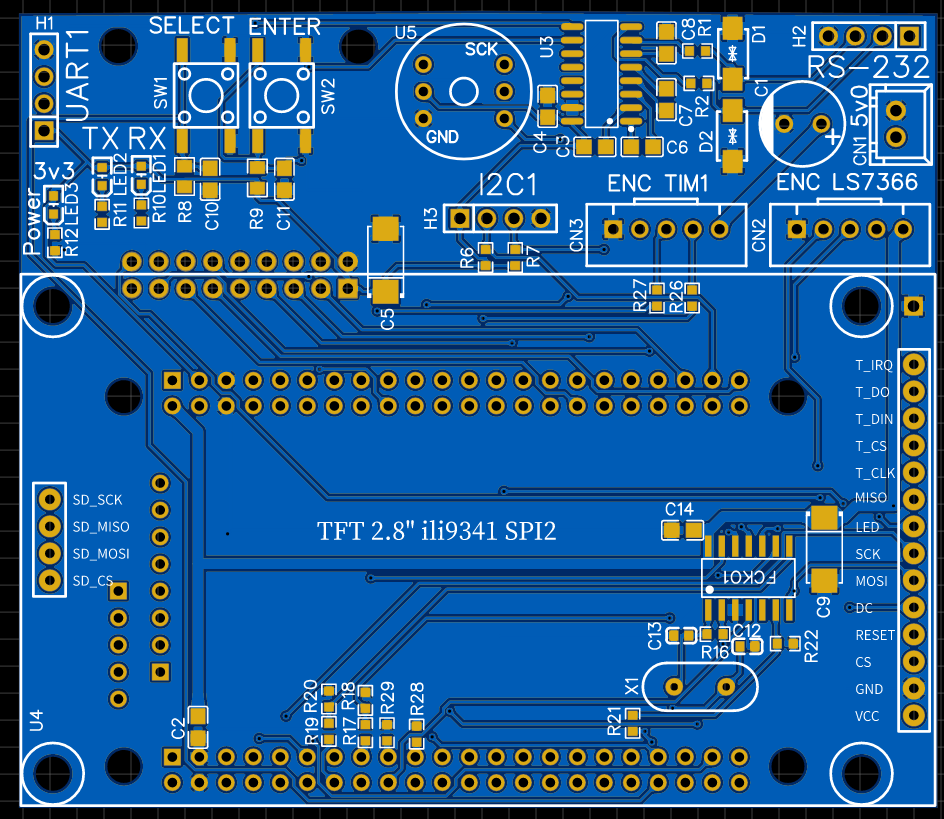 H1
SELECT
ENTER
UART1
SW1
SW2
U5
SCK
GND
U3
C4
C3
C6
C7
C8
R1
R2
D1
D2
C1
H2
RS-232
5v0
CN1
+
TX RX
3v3
Power
LED3
R12
LED2
R11
LED1
R10
R8
C10
R9
C11
I2C1
H3
R6
R7
ENC TIM1
CN3
ENC LS7366
CN2
C5
R27
R26
T_IRQ
T_DO
T_DIN
T_CS
T_CLK
MISO
LED
SCK
MOSI
DC
RESET
CS
GND
VCC
SD_SCK
SD_MISO
SD_MOSI
SD_CS
TFT 2.8" ili9341 SPI2
C14
C9
C13
R16
C12
R22
X1
R21
U4
C2
R20
R19
R18
R17
R29
R28